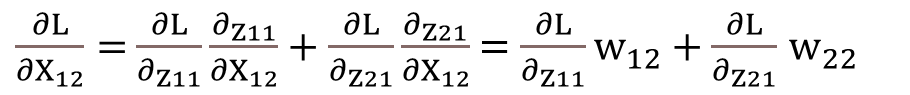 ∂L/∂X₁₂ = ∂L/∂Z₁₁ ∂Z₁₁/∂X₁₂ + ∂L/∂Z₂₁ ∂Z₂₁/∂X₁₂ = ∂L/∂Z₁₁ w₁₂ + ∂L/∂Z₂₁ w₂₂